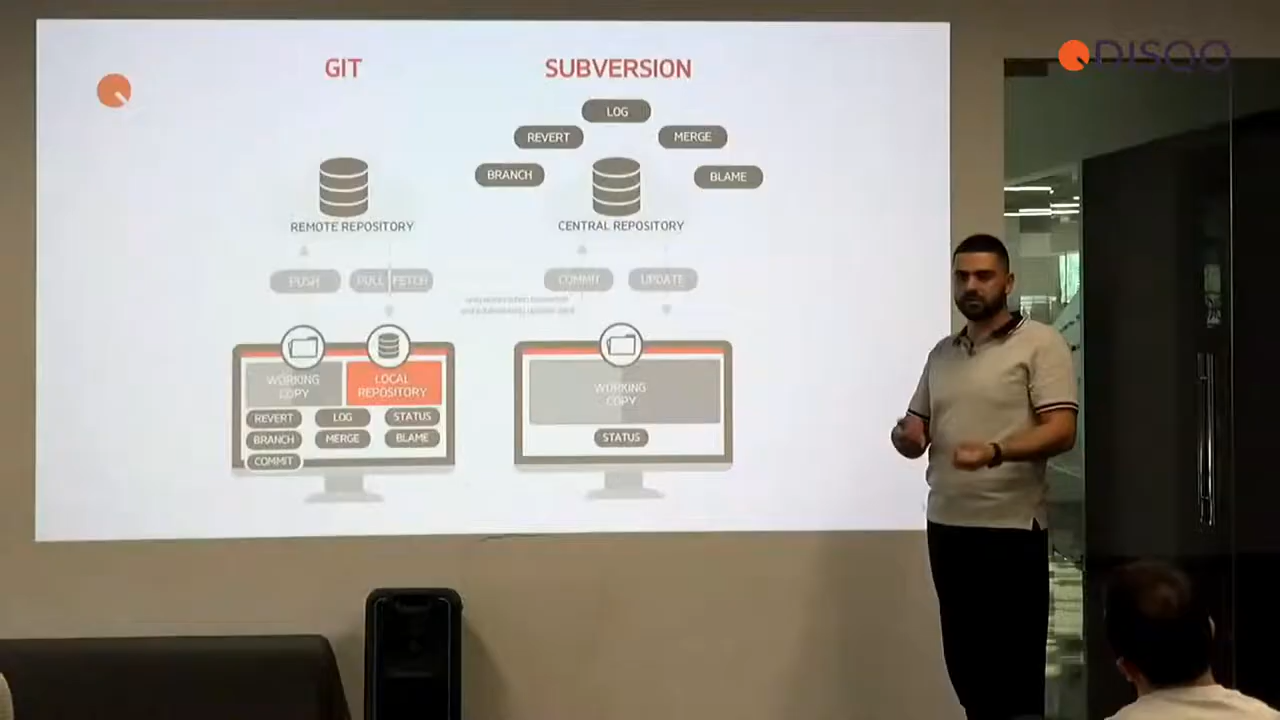 DISQO
GIT
SUBVERSION
LOG
REVERT
MERGE
BRANCH
BLAME
REMOTE REPOSITORY
CENTRAL REPOSITORY
PUSH
PULL FETCH
COMMIT
UPDATE
WORKING
COPY
LOCAL
REPOSITORY
REVERT
LOG
STATUS
BRANCH
MERGE
BLAME
COMMIT
WORKING
COPY
STATUS